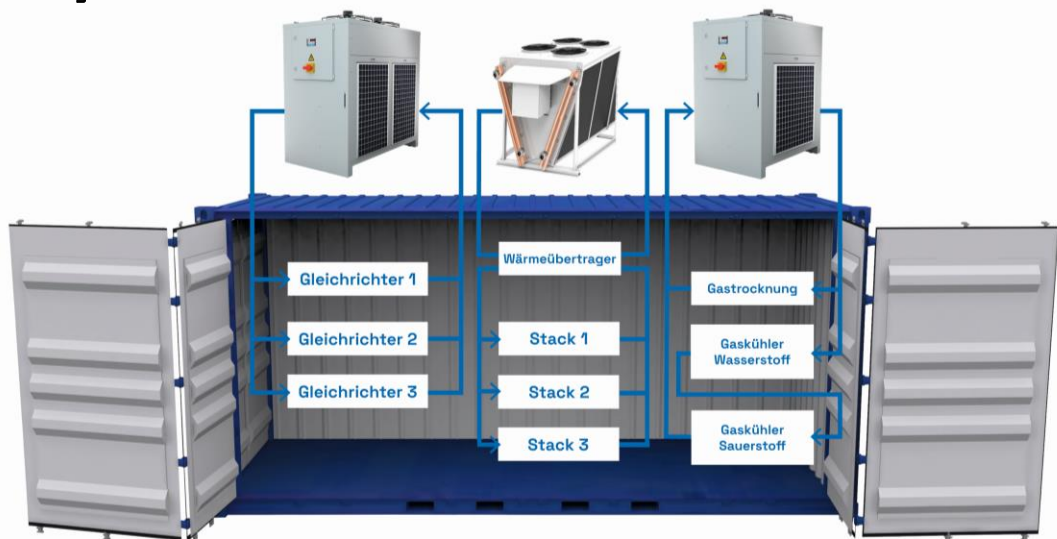 Gleichrichter 1
Gleichrichter 2
Gleichrichter 3
Wärmeübertrager
Stack 1
Stack 2
Stack 3
Gastrocknung
Gaskühler
Wasserstoff
Gaskühler
Sauerstoff